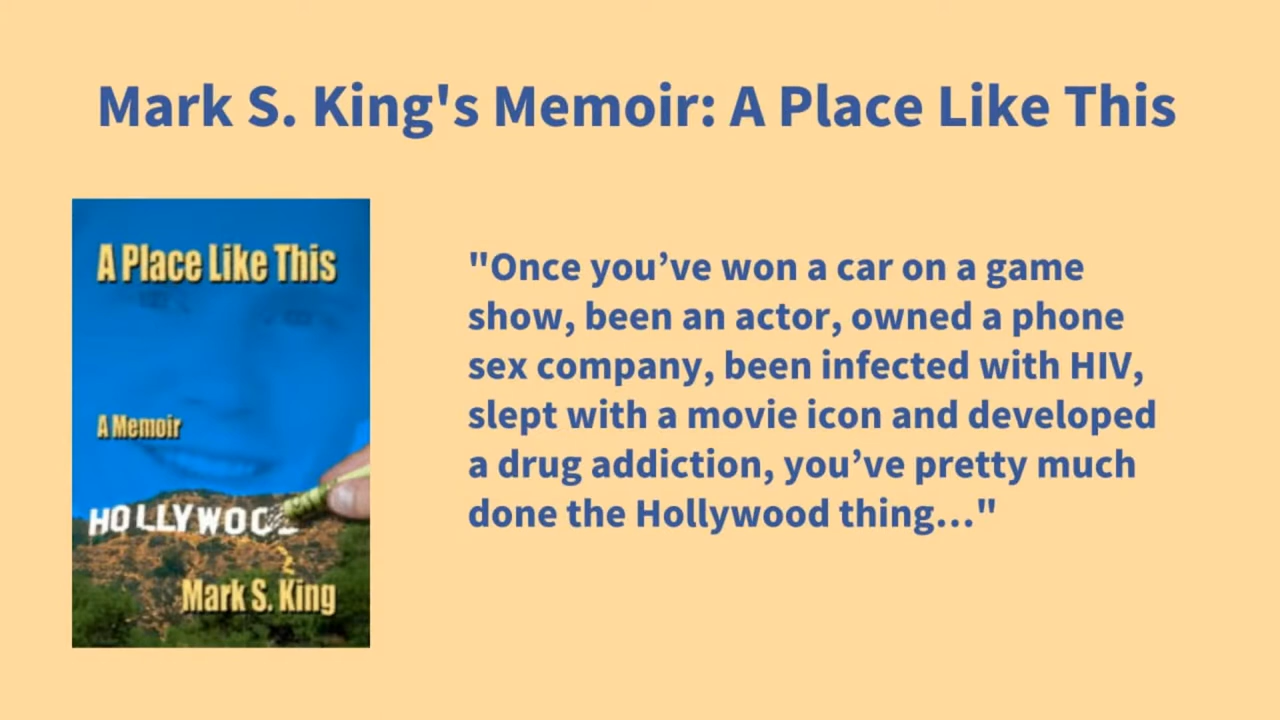 Mark S. King's Memoir: A Place Like This
A Place Like This
A Memoir
HOLLYWOO
Mark S. King
"Once you’ve won a car on a game
show, been an actor, owned a phone
sex company, been infected with HIV,
slept with a movie icon and developed
a drug addiction, you’ve pretty much
done the Hollywood thing..."